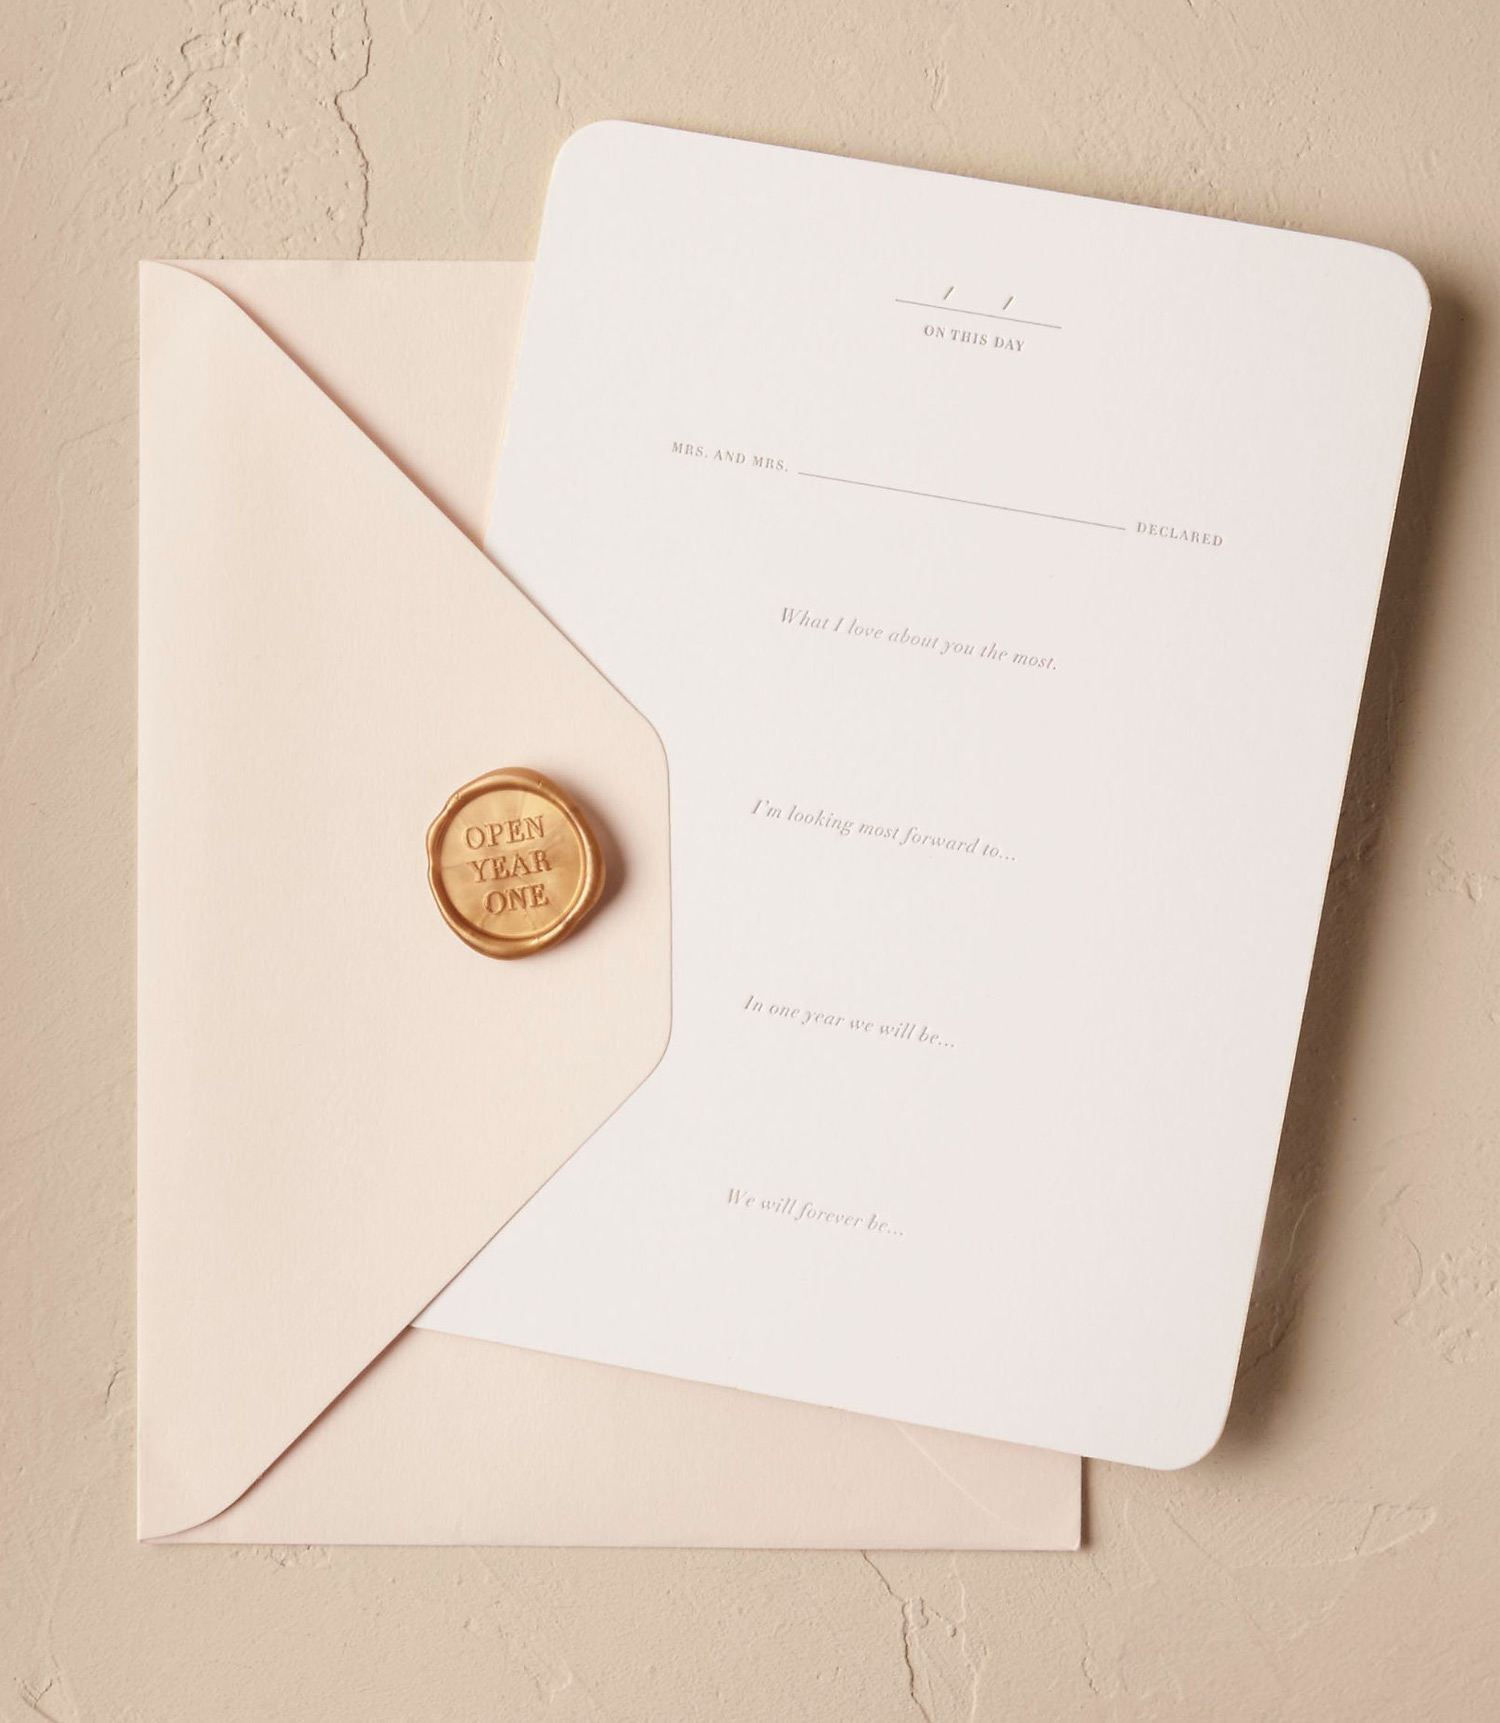 / /
ON THIS DAY
MRS. AND MRS. ____________ DECLARED
What I love about you the most.
I'm looking most forward to...
In one year we will be...
We will forever be...
OPEN
YEAR
ONE